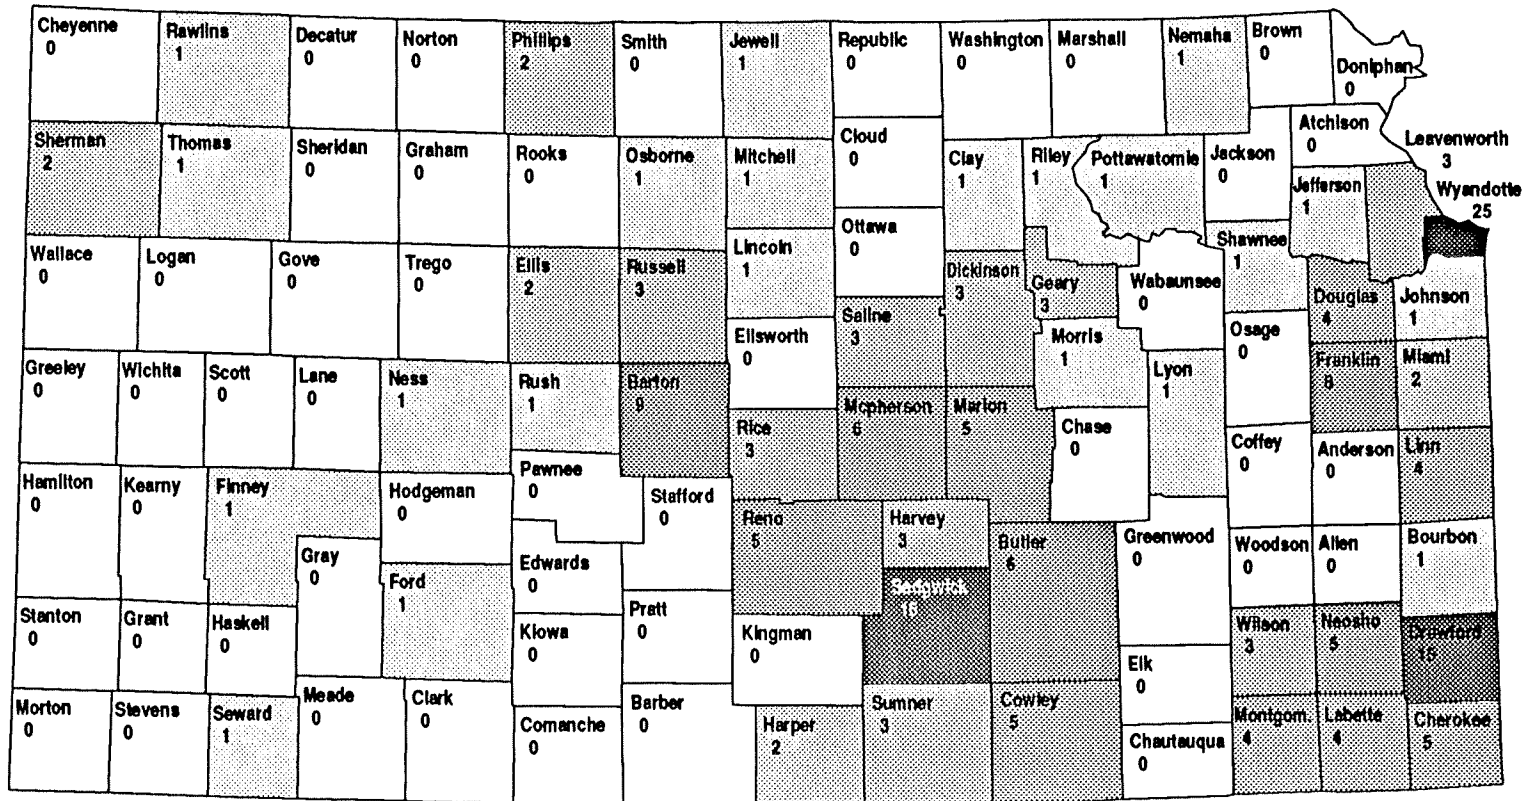 Cheyenne
0
Rawlins
1
Decatur
0
Norton
0
Phillips
2
Smith
0
Jewell
1
Republic
0
Washington
0
Marshall
0
Nemaha
1
Brown
0
Doniphan
0
Sherman
2
Thomas
1
Sheridan
0
Graham
0
Rooks
0
Osborne
1
Mitchell
1
Cloud
0
Clay
1
Riley
1
Pottawatomie
1
Jackson
0
Atchison
0
Leavenworth
3
Jefferson
1
Wyandotte
25
Wallace
0
Logan
0
Gove
0
Trego
0
Ellis
2
Russell
3
Lincoln
1
Ottawa
0
Dickinson
3
Geary
3
Wabaunsee
0
Shawnee
1
Douglas
4
Johnson
1
Saline
3
Ellsworth
0
Morris
1
Osage
0
Greeley
0
Wichita
0
Scott
0
Lane
0
Ness
1
Rush
1
Barton
9
Rice
3
Mcpherson
6
Marion
5
Chase
0
Lyon
1
Franklin
8
Miami
2
Coffey
0
Anderson
0
Linn
4
Hamilton
0
Kearny
0
Finney
1
Hodgeman
0
Pawnee
0
Stafford
0
Reno
5
Harvey
3
Butler
6
Greenwood
0
Woodson
0
Allen
0
Bourbon
1
Gray
0
Ford
1
Edwards
0
Sedgwick
16
Stanton
0
Grant
0
Haskell
0
Kiowa
0
Pratt
0
Kingman
0
Elk
0
Wilson
3
Neosho
5
Crawford
15
Morton
0
Stevens
0
Seward
1
Meade
0
Clark
0
Comanche
0
Barber
0
Harper
2
Sumner
3
Cowley
5
Chautauqua
0
Montgom.
4
Labette
4
Cherokee
5